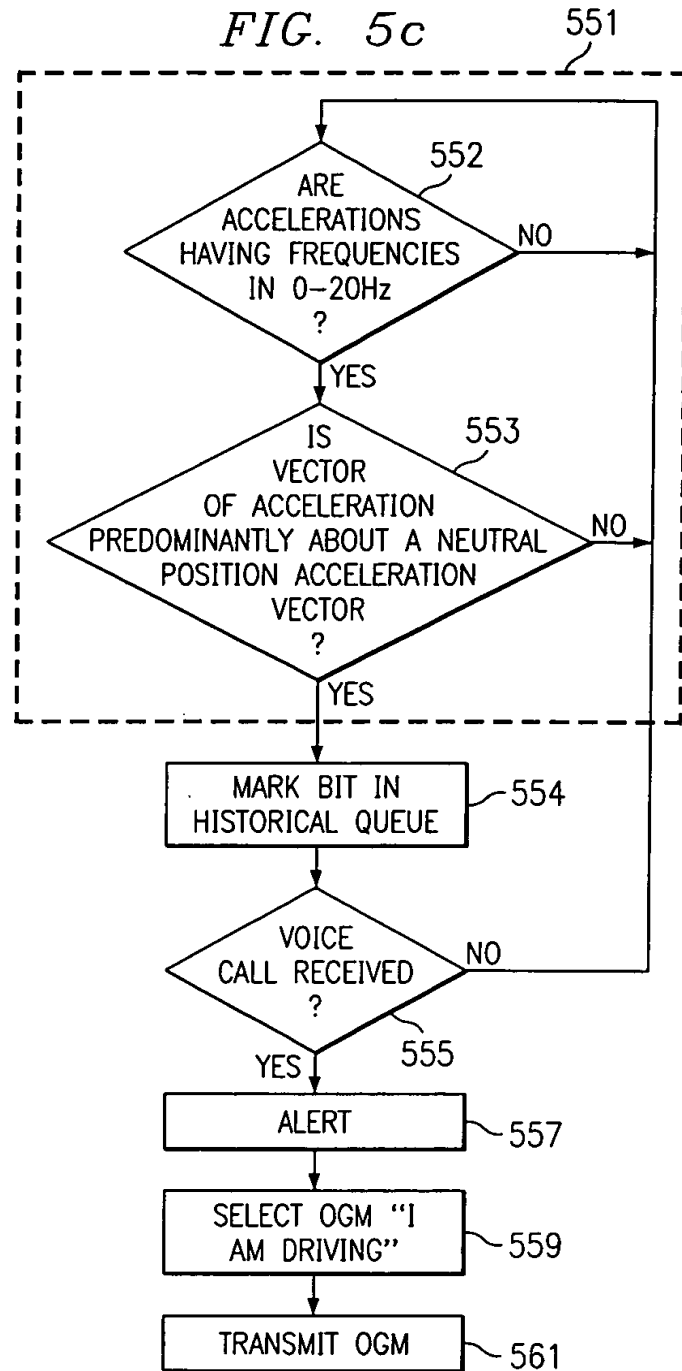 FIG. 5c
551
ARE
ACCELERATIONS
HAVING FREQUENCIES
IN 0-20Hz
?
552
NO
YES
IS
VECTOR
OF ACCELERATION
PREDOMINANTLY ABOUT A NEUTRAL
POSITION ACCELERATION
VECTOR
?
553
NO
YES
MARK BIT IN
HISTORICAL QUEUE
554
VOICE
CALL RECEIVED
?
NO
555
YES
ALERT
557
SELECT OGM "I
AM DRIVING"
559
TRANSMIT OGM
561